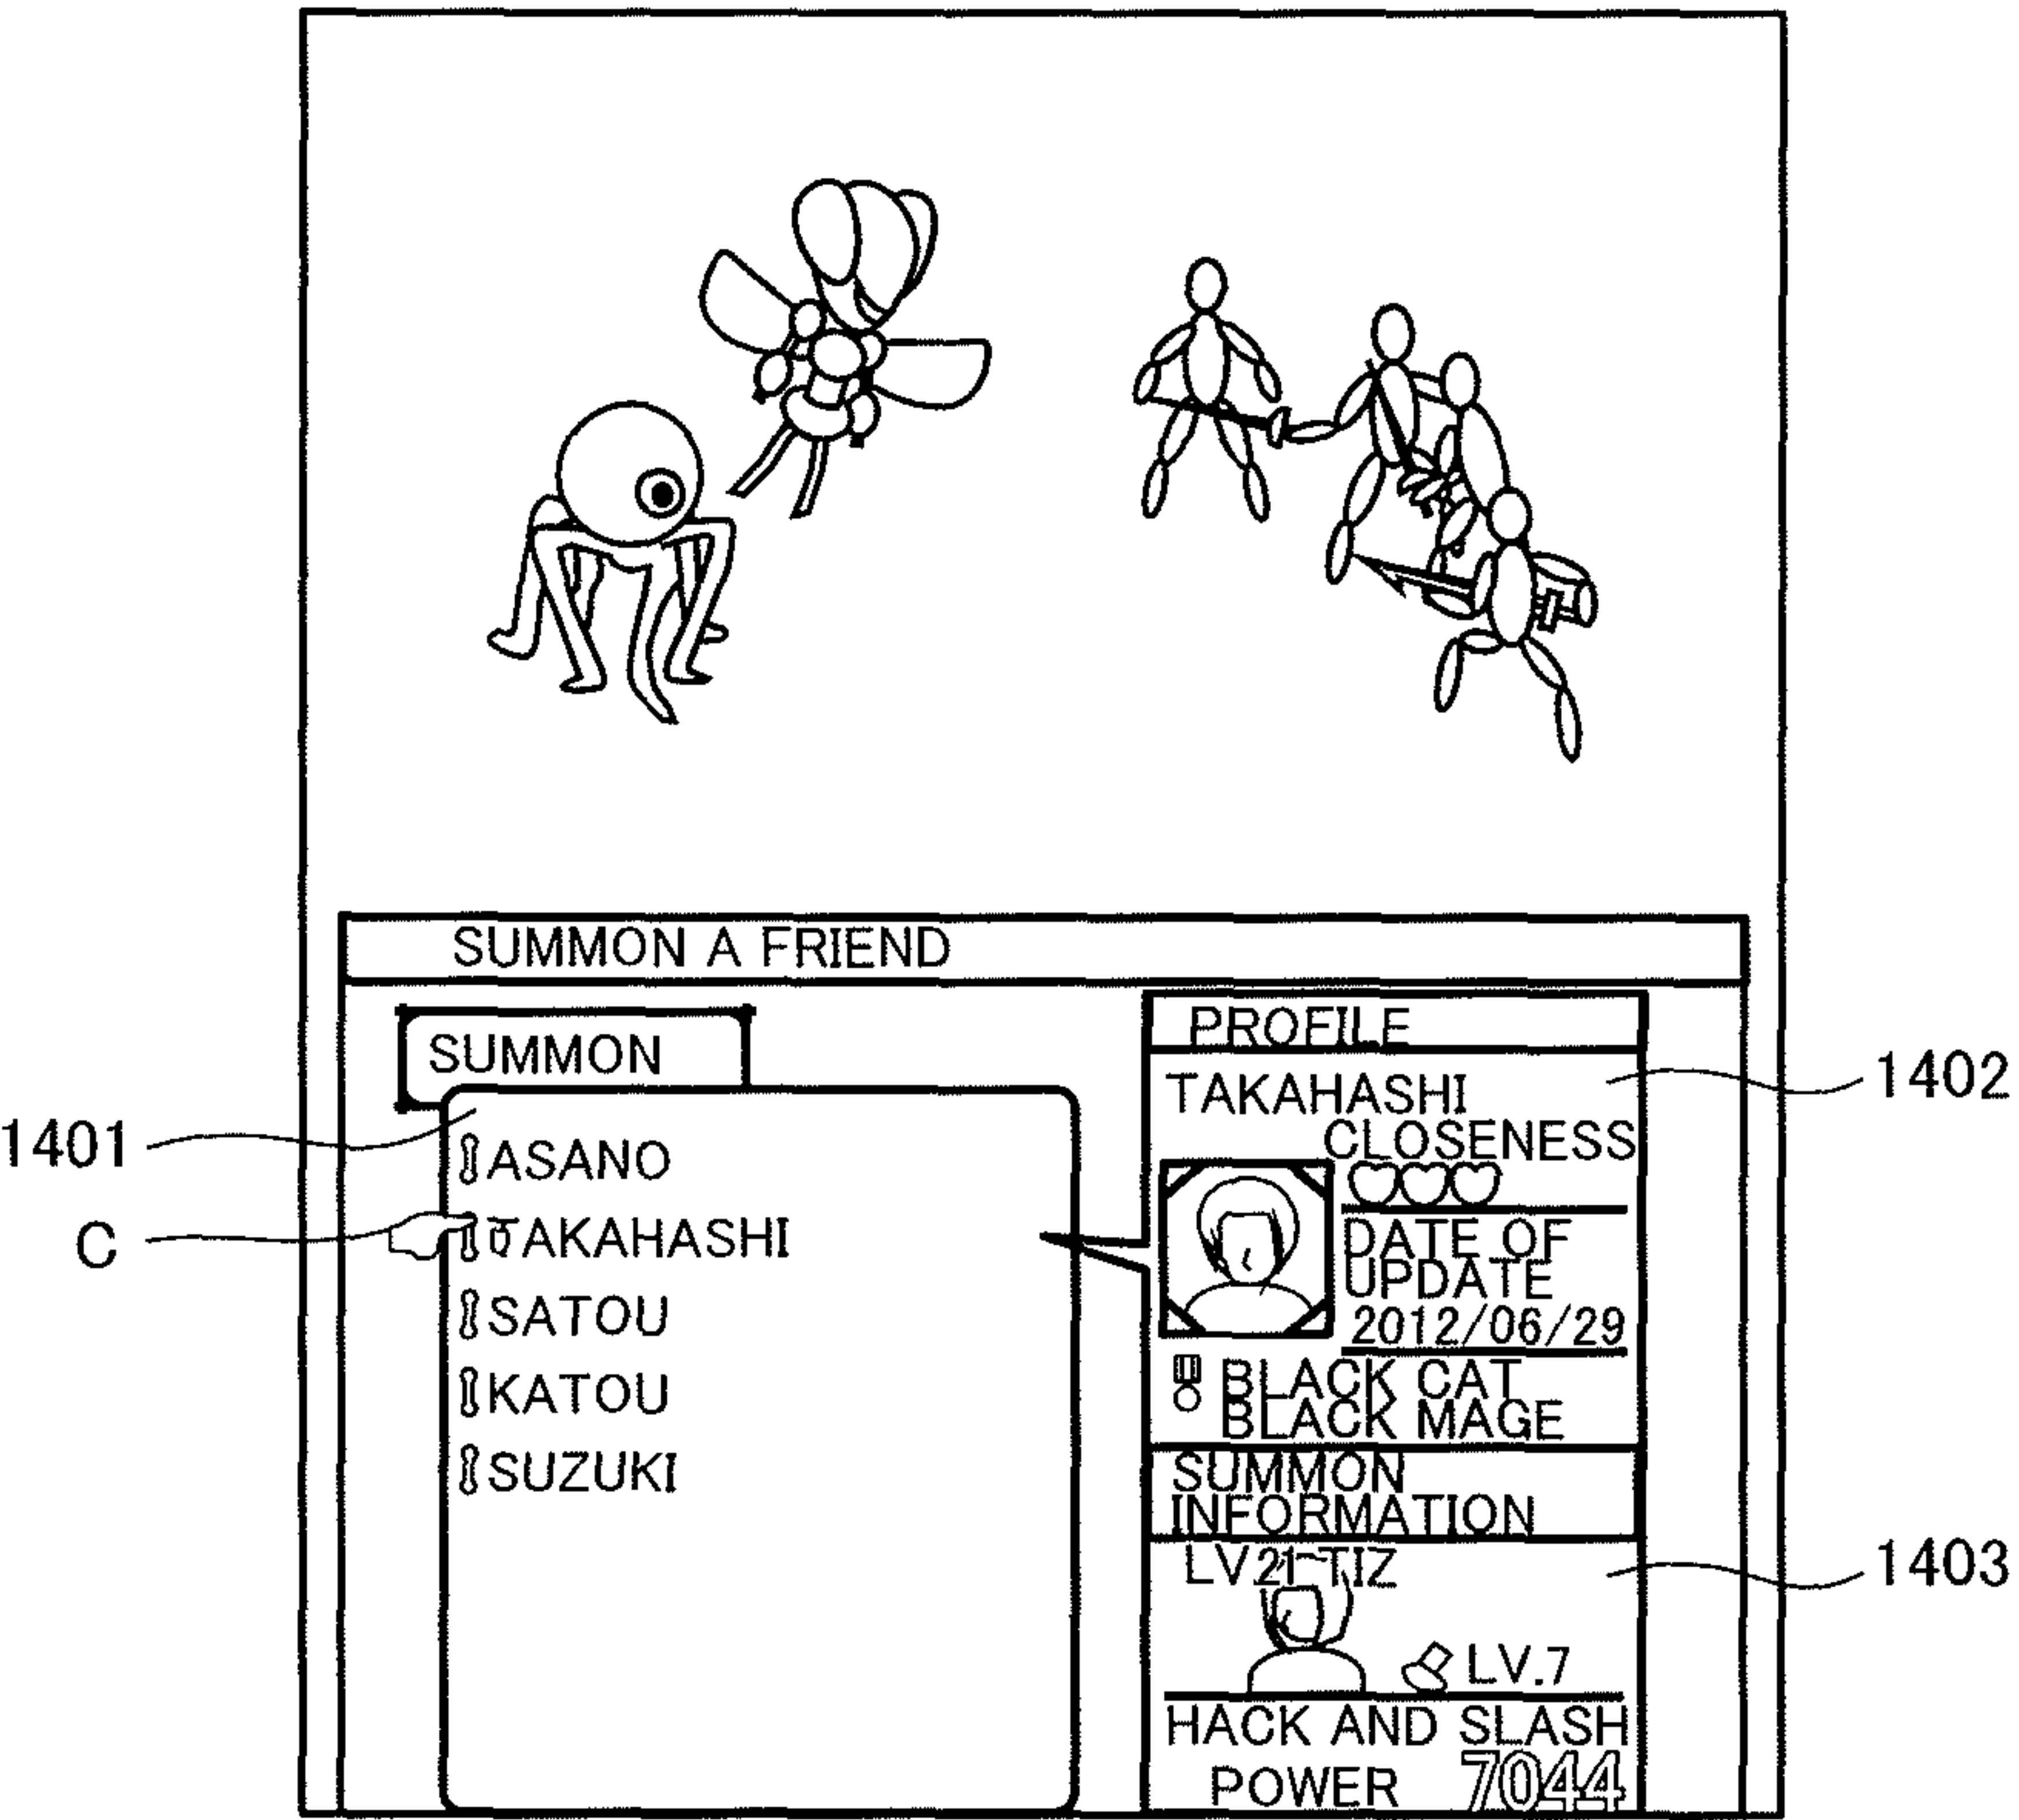 SUMMON A FRIEND
SUMMON
1401
ASANO
C
TAKAHASHI
SATOU
KATOU
SUZUKI
PROFILE
1402
TAKAHASHI
CLOSENESS
DATE OF
UPDATE
2012/06/29
BLACK CAT
BLACK MAGE
SUMMON
INFORMATION
1403
LV21 TIZ
LV.7
HACK AND SLASH
POWER 7044